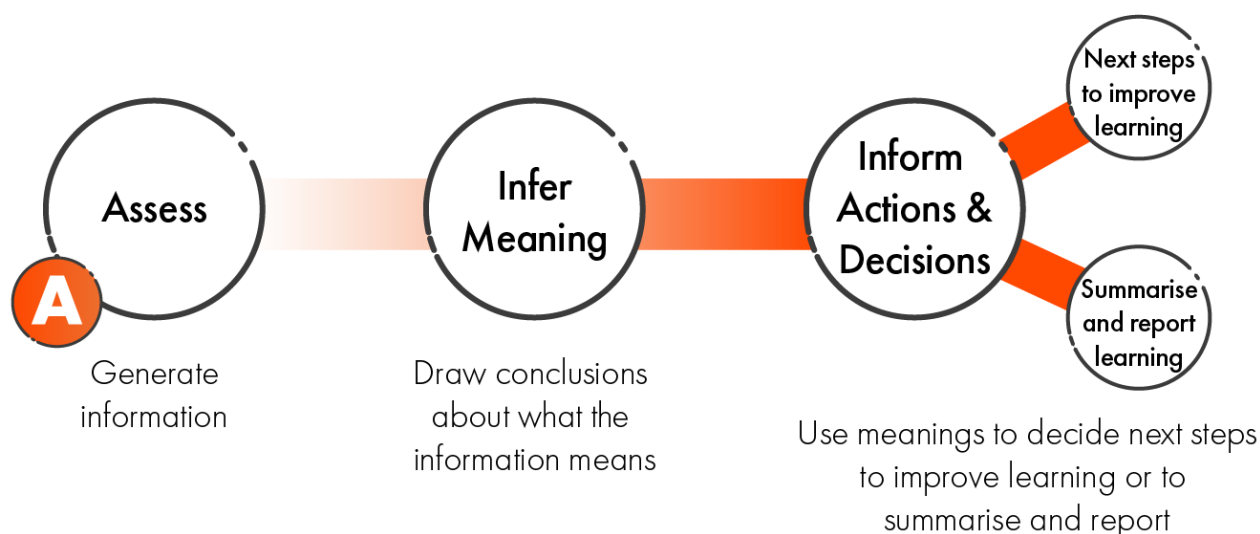 Assess
A
Generate
information
Infer
Meaning
Draw conclusions
about what the
information means
Inform
Actions &
Decisions
Next steps
to improve
learning
Summarise
and report
learning
Use meanings to decide next steps
to improve learning or to
summarise and report